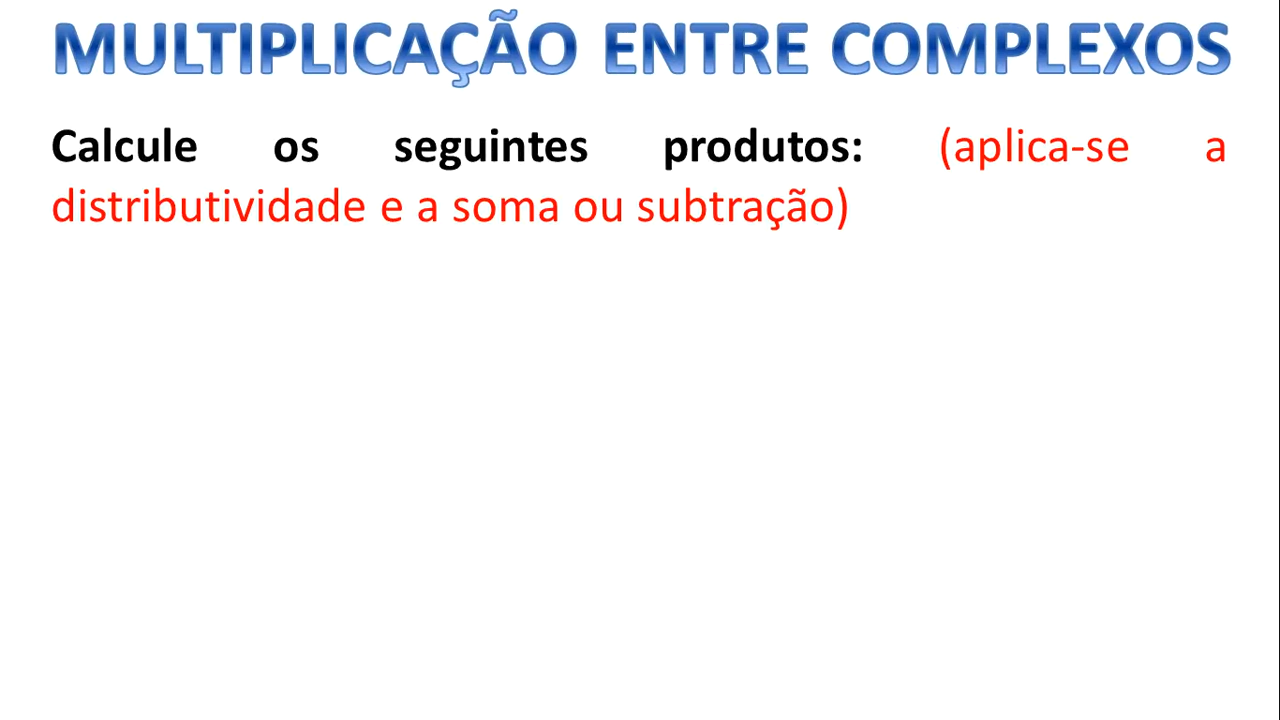 MULTIPLICAÇÃO ENTRE COMPLEXOS
Calcule os seguintes produtos: (aplica-se a
distributividade e a soma ou subtração)